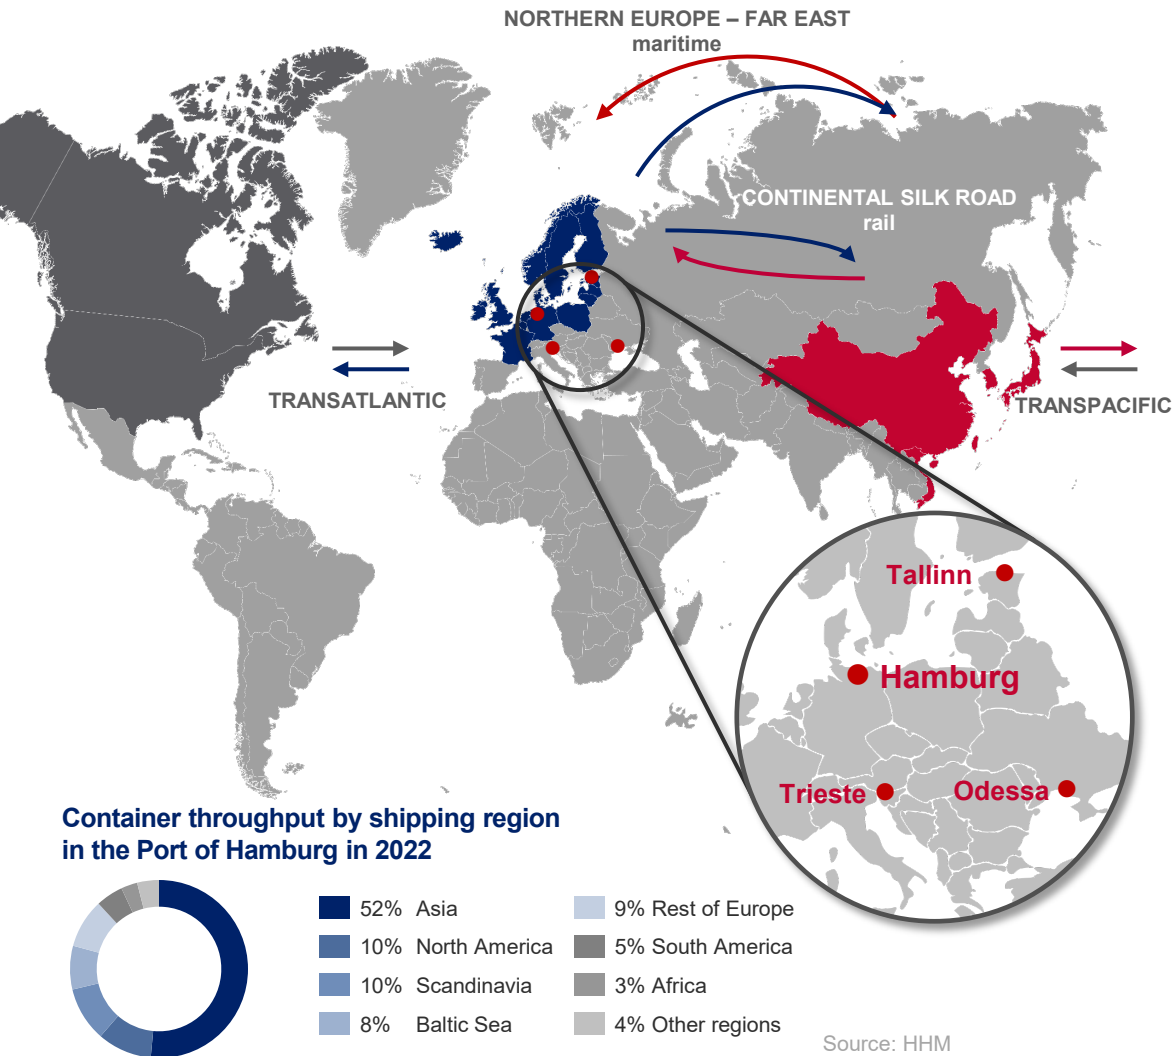 NORTHERN EUROPE – FAR EAST
maritime
CONTINENTAL SILK ROAD
rail
TRANSATLANTIC
TRANSPACIFIC
Tallinn
Hamburg
Trieste
Odessa
Container throughput by shipping region
in the Port of Hamburg in 2022
52% Asia
10% North America
10% Scandinavia
8% Baltic Sea
9% Rest of Europe
5% South America
3% Africa
4% Other regions
Source: HHM